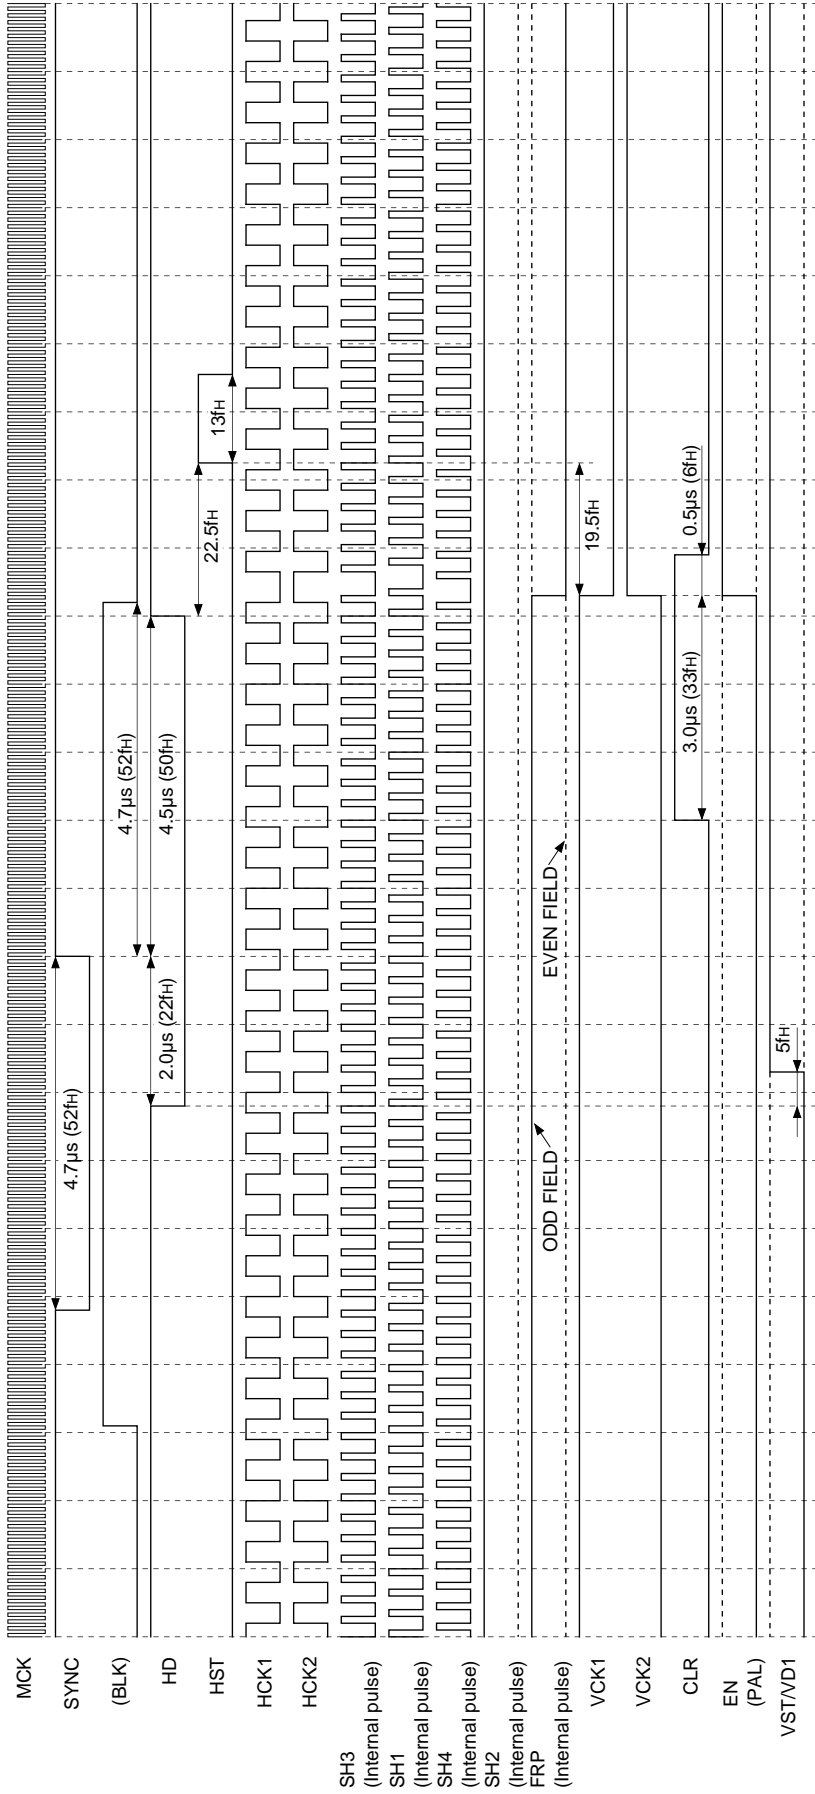 MCK
SYNC
(BLK)
HD
HST
HCK1
HCK2
SH3
(Internal pulse)
SH1
(Internal pulse)
SH4
(Internal pulse)
SH2
(Internal pulse)
FRP
(Internal pulse)
VCK1
VCK2
CLR
EN
(PAL)
VST/VD1
4.7µs (52fH)
4.7µs (52fH)
2.0µs (22fH)
4.5µs (50fH)
22.5fH
13fH
ODD FIELD
EVEN FIELD
19.5fH
3.0µs (33fH)
0.5µs (6fH)
5fH